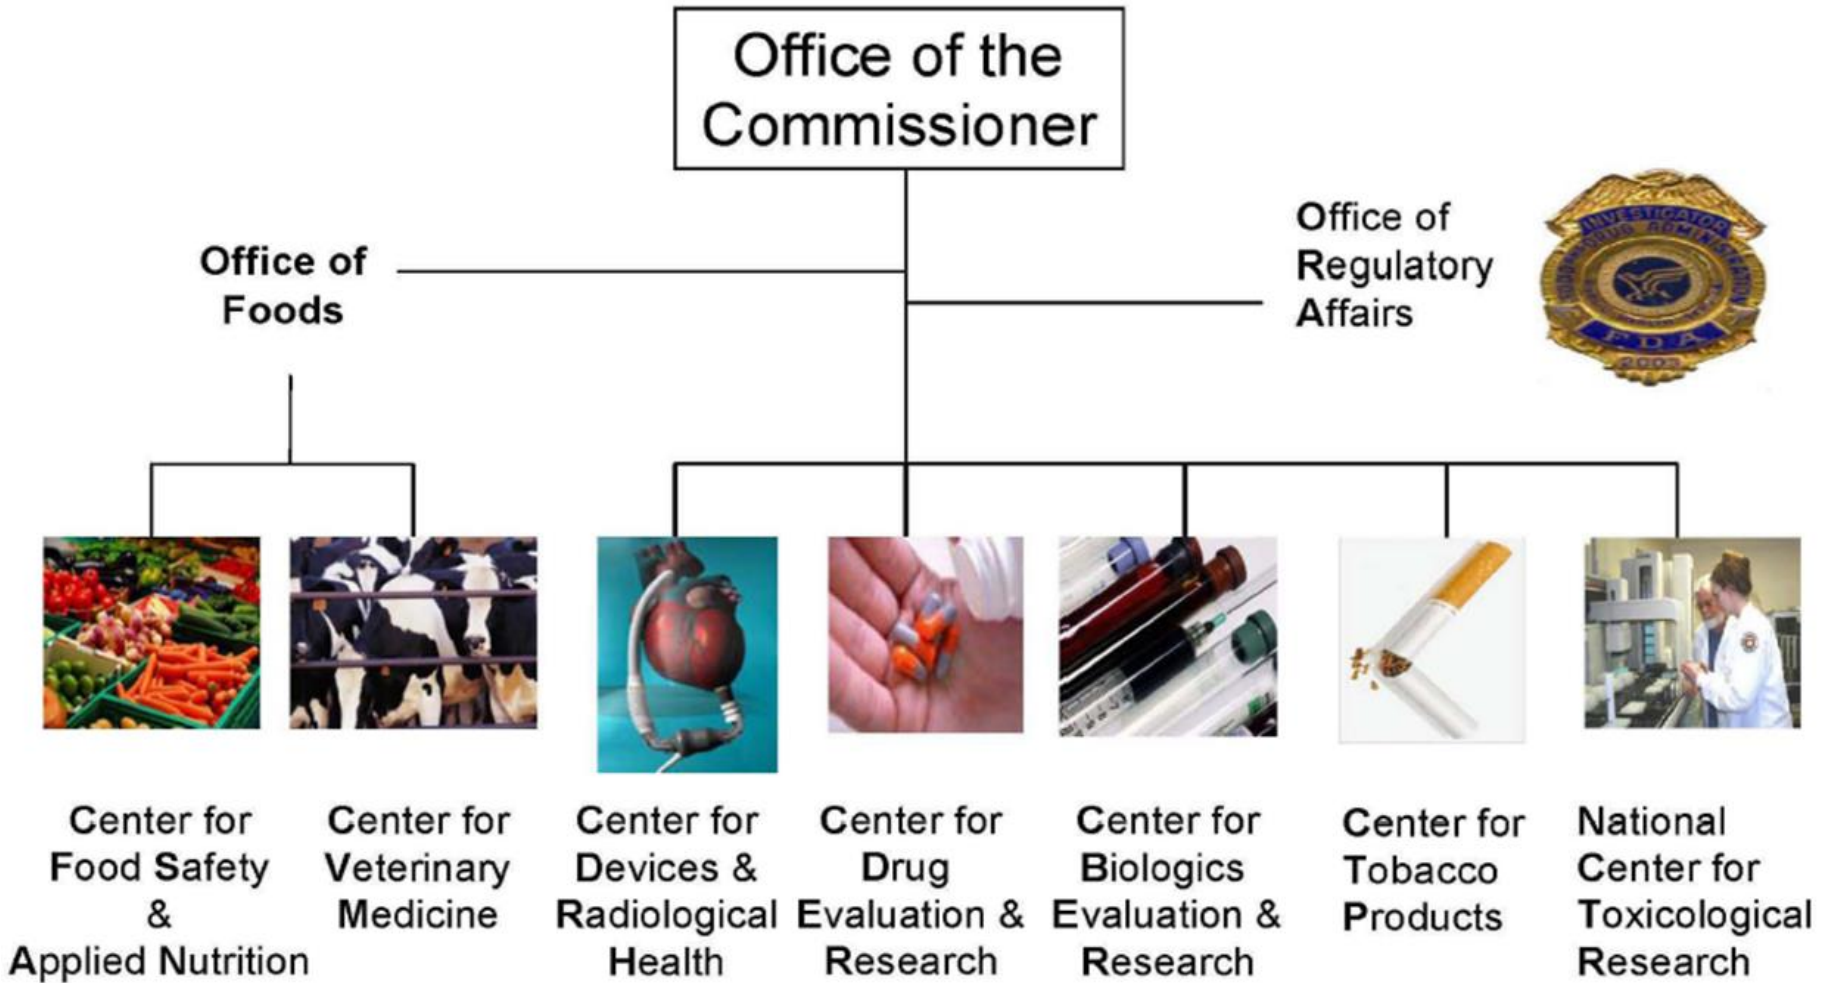 Office of the
Commissioner
Office of
Foods
Office of
Regulatory
Affairs
INVESTIGATOR
FDA
Center for
Food Safety
&
Applied Nutrition
Center for
Veterinary
Medicine
Center for
Devices &
Radiological
Health
Center for
Drug
Evaluation &
Research
Center for
Biologics
Evaluation &
Research
Center for
Tobacco
Products
National
Center for
Toxicological
Research